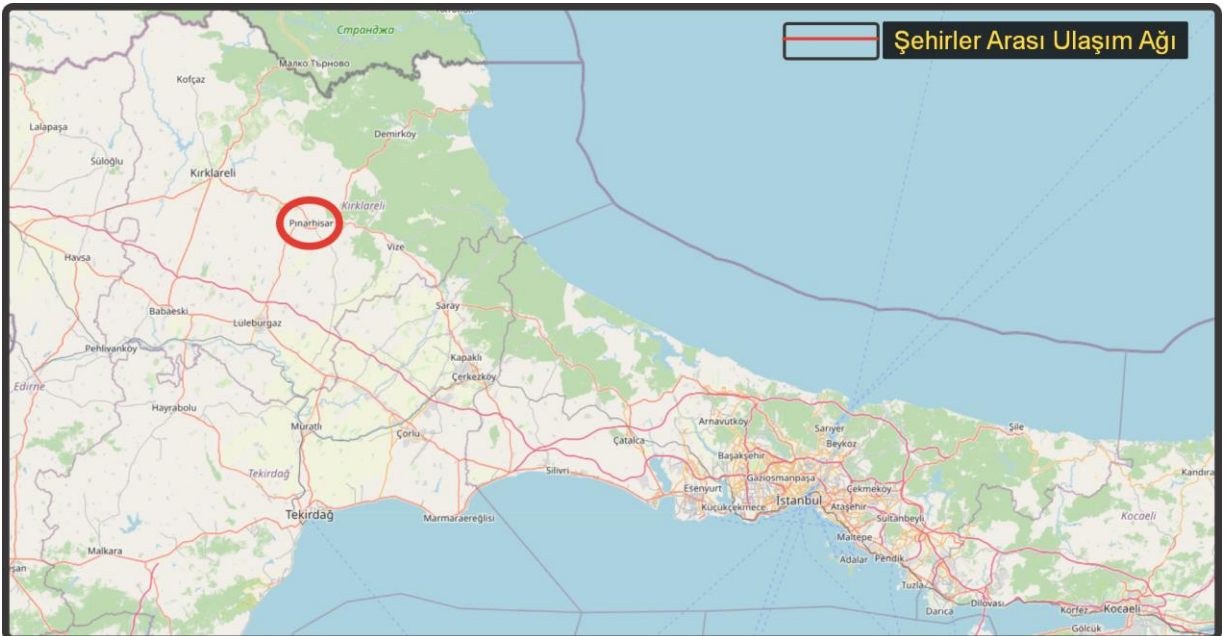 Şehirler Arası Ulaşım Ağı
Странджа
Малко Търново
Kofçaz
Lalapaşa
Demirköy
Süloğlu
Kırklareli
Kırklareli
Pınarhisar
Vize
Havsa
Saray
Babaeski
Lüleburgaz
Pehlivanköy
Kapaklı
Çerkezköy
Edirne
Hayrabolu
Muratlı
Çorlu
Arnavutköy
Sarıyer
Şile
Beykoz
Çatalca
Başakşehir
Tekirdağ
Silivri
Gaziosmanpaşa
Kandıra
Esenyurt
Çekmeköy
İstanbul
Küçükçekmece
Ataşehir
Tekirdağ
Marmaraereğlisi
Sultanbeyli
Kocaeli
Maltepe
Malkara
Adalar
Pendik
Tuzla
Darıca
Dilovası
Körfez
Kocaeli
Gölcük